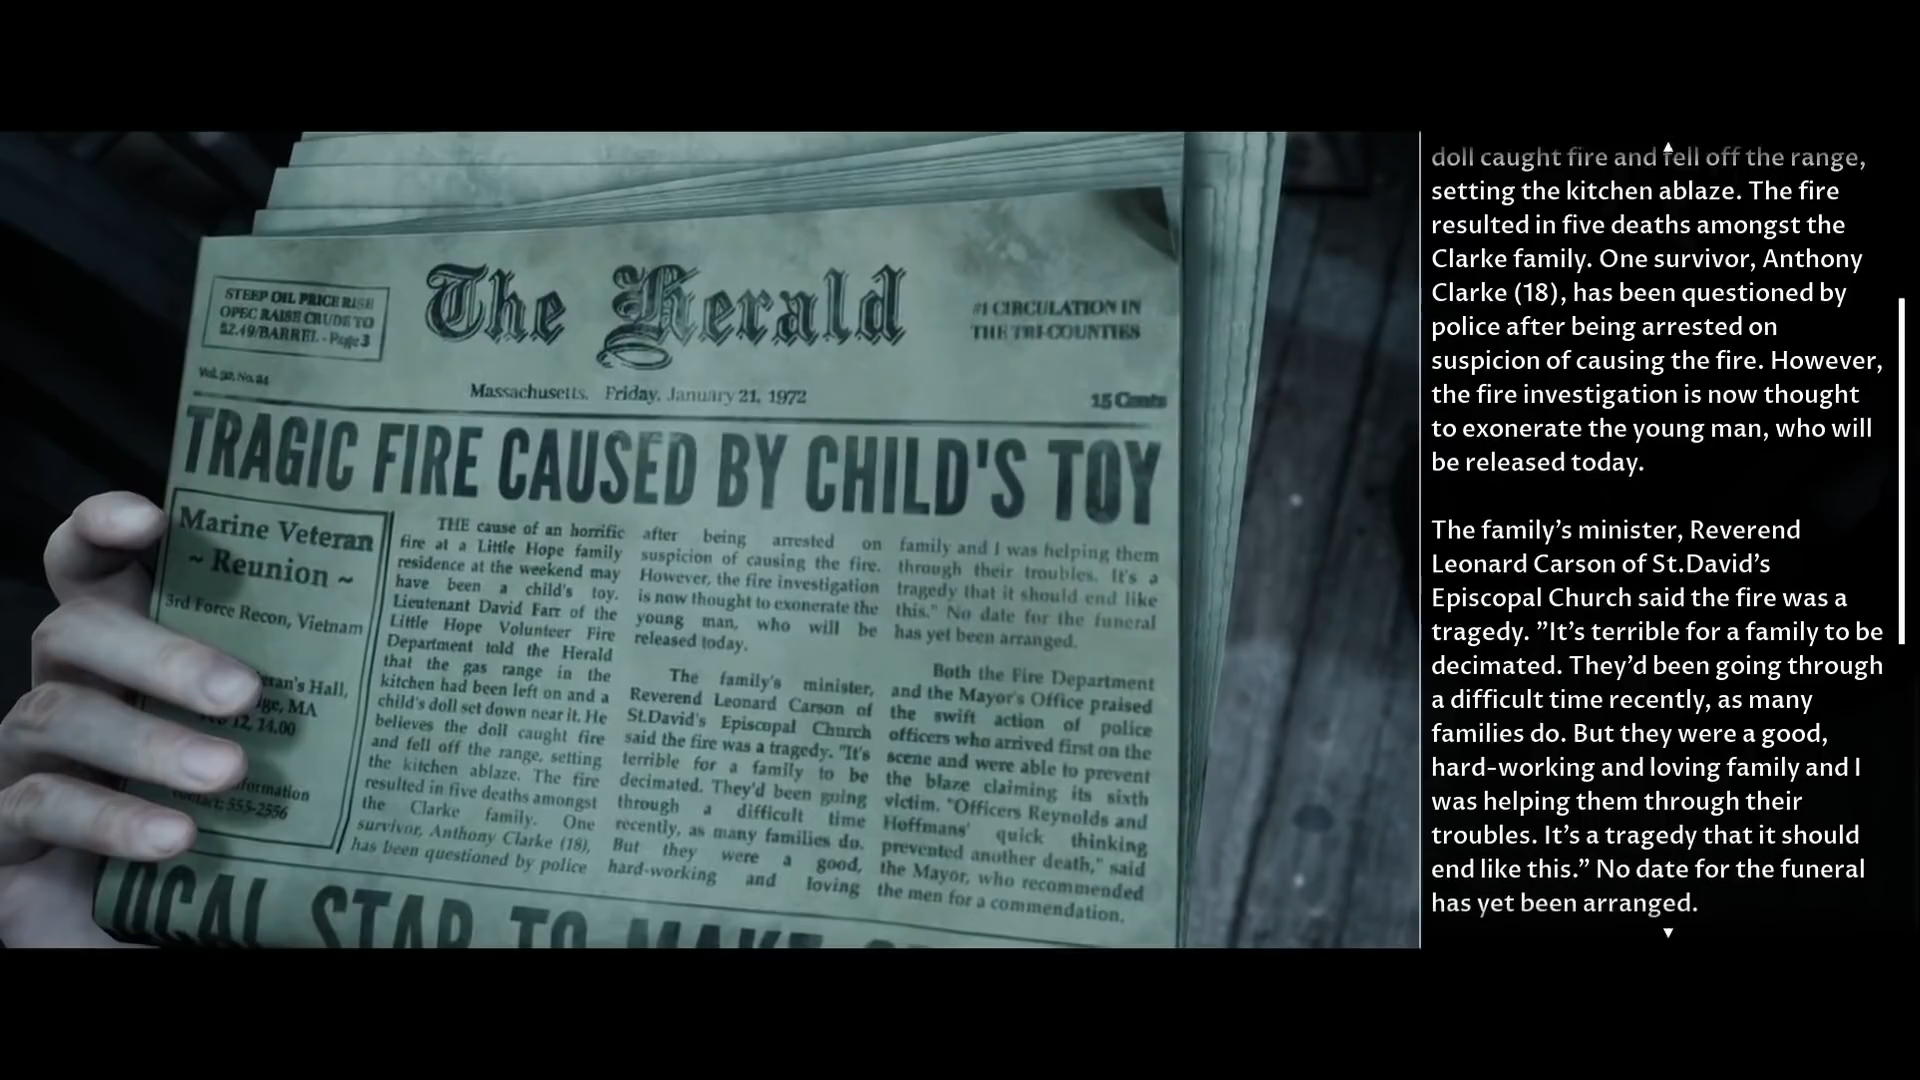 STEEP OIL PRICE RISE
OPEC RAISE CRUDE TO
$2.49/BARREL - Page 3
The Herald
#1 CIRCULATION IN
THE TRI-COUNTIES
Massachusetts, Friday, January 21, 1972
15 Cents
TRAGIC FIRE CAUSED BY CHILD'S TOY
Marine Veteran
~ Reunion ~
3rd Force Recon, Vietnam
ran's Hall,
ge, MA
12, 14.00
formation
555-2556
THE cause of an horrific
fire at a Little Hope family
residence at the weekend may
have been a child's toy.
Lieutenant David Farr of the
Little Hope Volunteer Fire
Department told the Herald
that the gas range in the
kitchen had been left on and a
child's doll set down near it. He
believes the doll caught fire
and fell off the range, setting
the kitchen ablaze. The fire
resulted in five deaths amongst
the Clarke family. One
survivor, Anthony Clarke (18),
has been questioned by police
after being arrested on
suspicion of causing the fire.
However, the fire investigation
is now thought to exonerate the
young man, who will be
released today.
The family's minister,
Reverend Leonard Carson of
St.David's Episcopal Church
said the fire was a tragedy. "It's
terrible for a family to be
decimated. They'd been going
through a difficult time
recently, as many families do.
But they were a good,
hard-working and loving
family and I was helping them
through their troubles. It's a
tragedy that it should end like
this." No date for the funeral
has yet been arranged.
Both the Fire Department
and the Mayor's Office praised
the swift action of police
officers who arrived first on the
scene and were able to prevent
the blaze claiming its sixth
victim. "Officers Reynolds and
Hoffmans' quick thinking
prevented another death," said
the Mayor, who recommended
the men for a commendation.
OCAL STAR TO MAKE
doll caught fire and fell off the range,
setting the kitchen ablaze. The fire
resulted in five deaths amongst the
Clarke family. One survivor, Anthony
Clarke (18), has been questioned by
police after being arrested on
suspicion of causing the fire. However,
the fire investigation is now thought
to exonerate the young man, who will
be released today.
The family's minister, Reverend
Leonard Carson of St.David's
Episcopal Church said the fire was a
tragedy. "It's terrible for a family to be
decimated. They'd been going through
a difficult time recently, as many
families do. But they were a good,
hard-working and loving family and I
was helping them through their
troubles. It's a tragedy that it should
end like this." No date for the funeral
has yet been arranged.